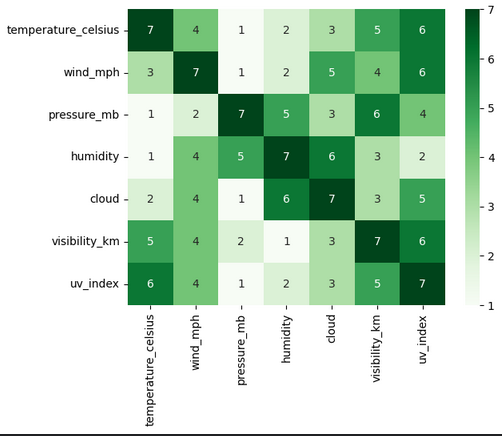 temperature_celsius 7 4 1 2 3 5 6
wind_mph 3 7 1 2 5 4 6
pressure_mb 1 2 7 5 3 6 4
humidity 1 4 5 7 6 3 2
cloud 2 4 1 6 7 3 5
visibility_km 5 4 2 1 3 7 6
uv_index 6 4 1 2 3 5 7
temperature_celsius wind_mph pressure_mb humidity cloud visibility_km uv_index
7
6
5
4
3
2
1